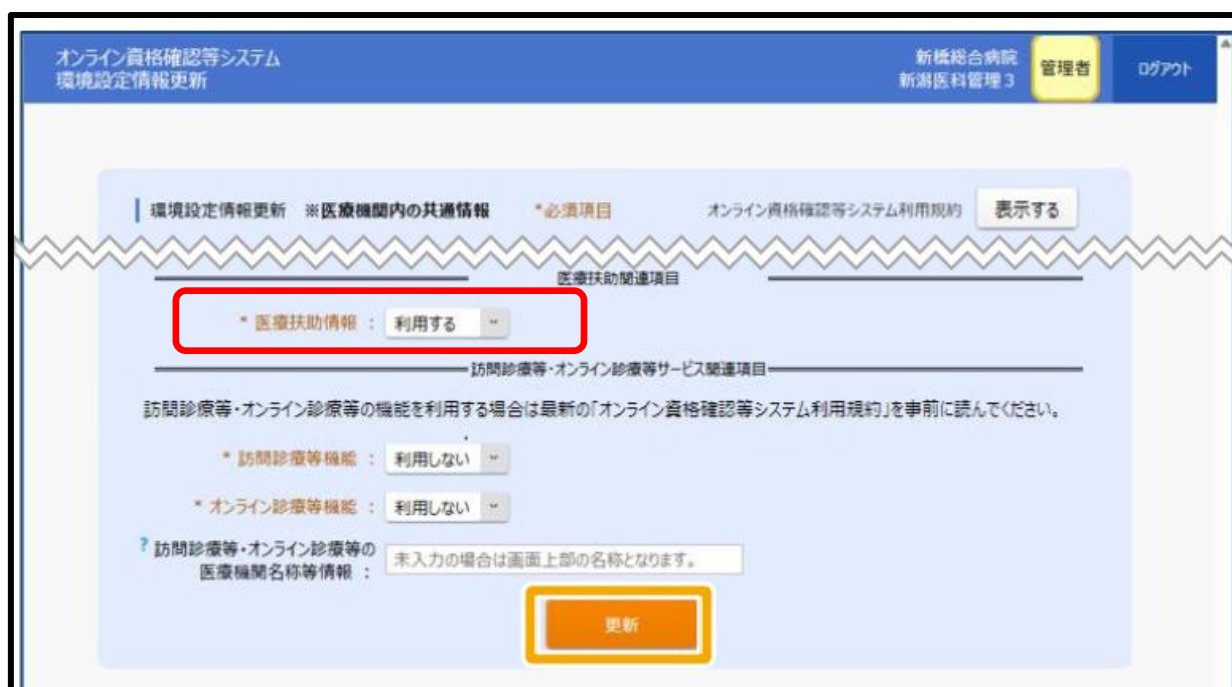 オンライン資格確認等システム
環境設定情報更新
新橋総合病院
新潟医科管理3
管理者
ログアウト
環境設定情報更新 ※医療機関内の共通情報 *必須項目 オンライン資格確認等システム利用規約 表示する
医療扶助関連項目
* 医療扶助情報 : 利用する
訪問診療等・オンライン診療等サービス関連項目
訪問診療等・オンライン診療等の機能を利用する場合は最新の「オンライン資格確認等システム利用規約」を事前に読んでください。
* 訪問診療等機能 : 利用しない
* オンライン診療等機能 : 利用しない
? 訪問診療等・オンライン診療等の
医療機関名称等情報 :
未入力の場合は画面上部の名称となります。
更新